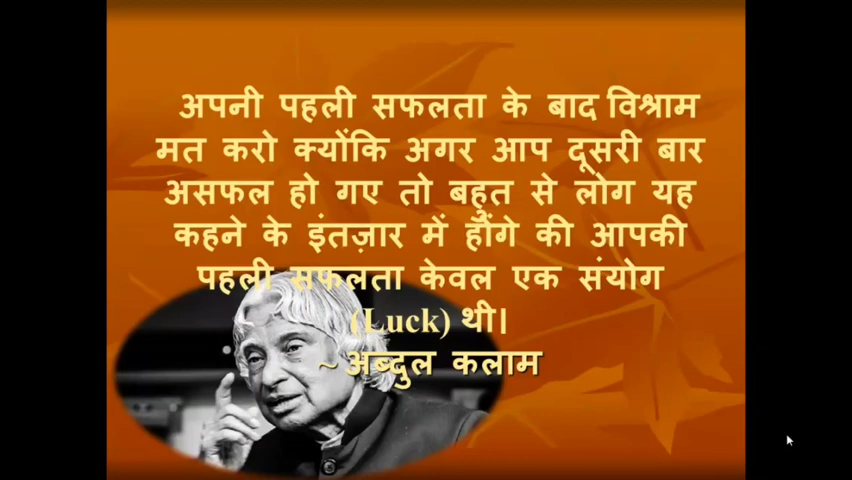 अपनी पहली सफलता के बाद विश्राम
मत करो क्योंकि अगर आप दूसरी बार
असफल हो गए तो बहुत से लोग यह
कहने के इंतज़ार में होंगे की आपकी
पहली सफलता केवल एक संयोग
(Luck) थी।
~ अब्दुल कलाम